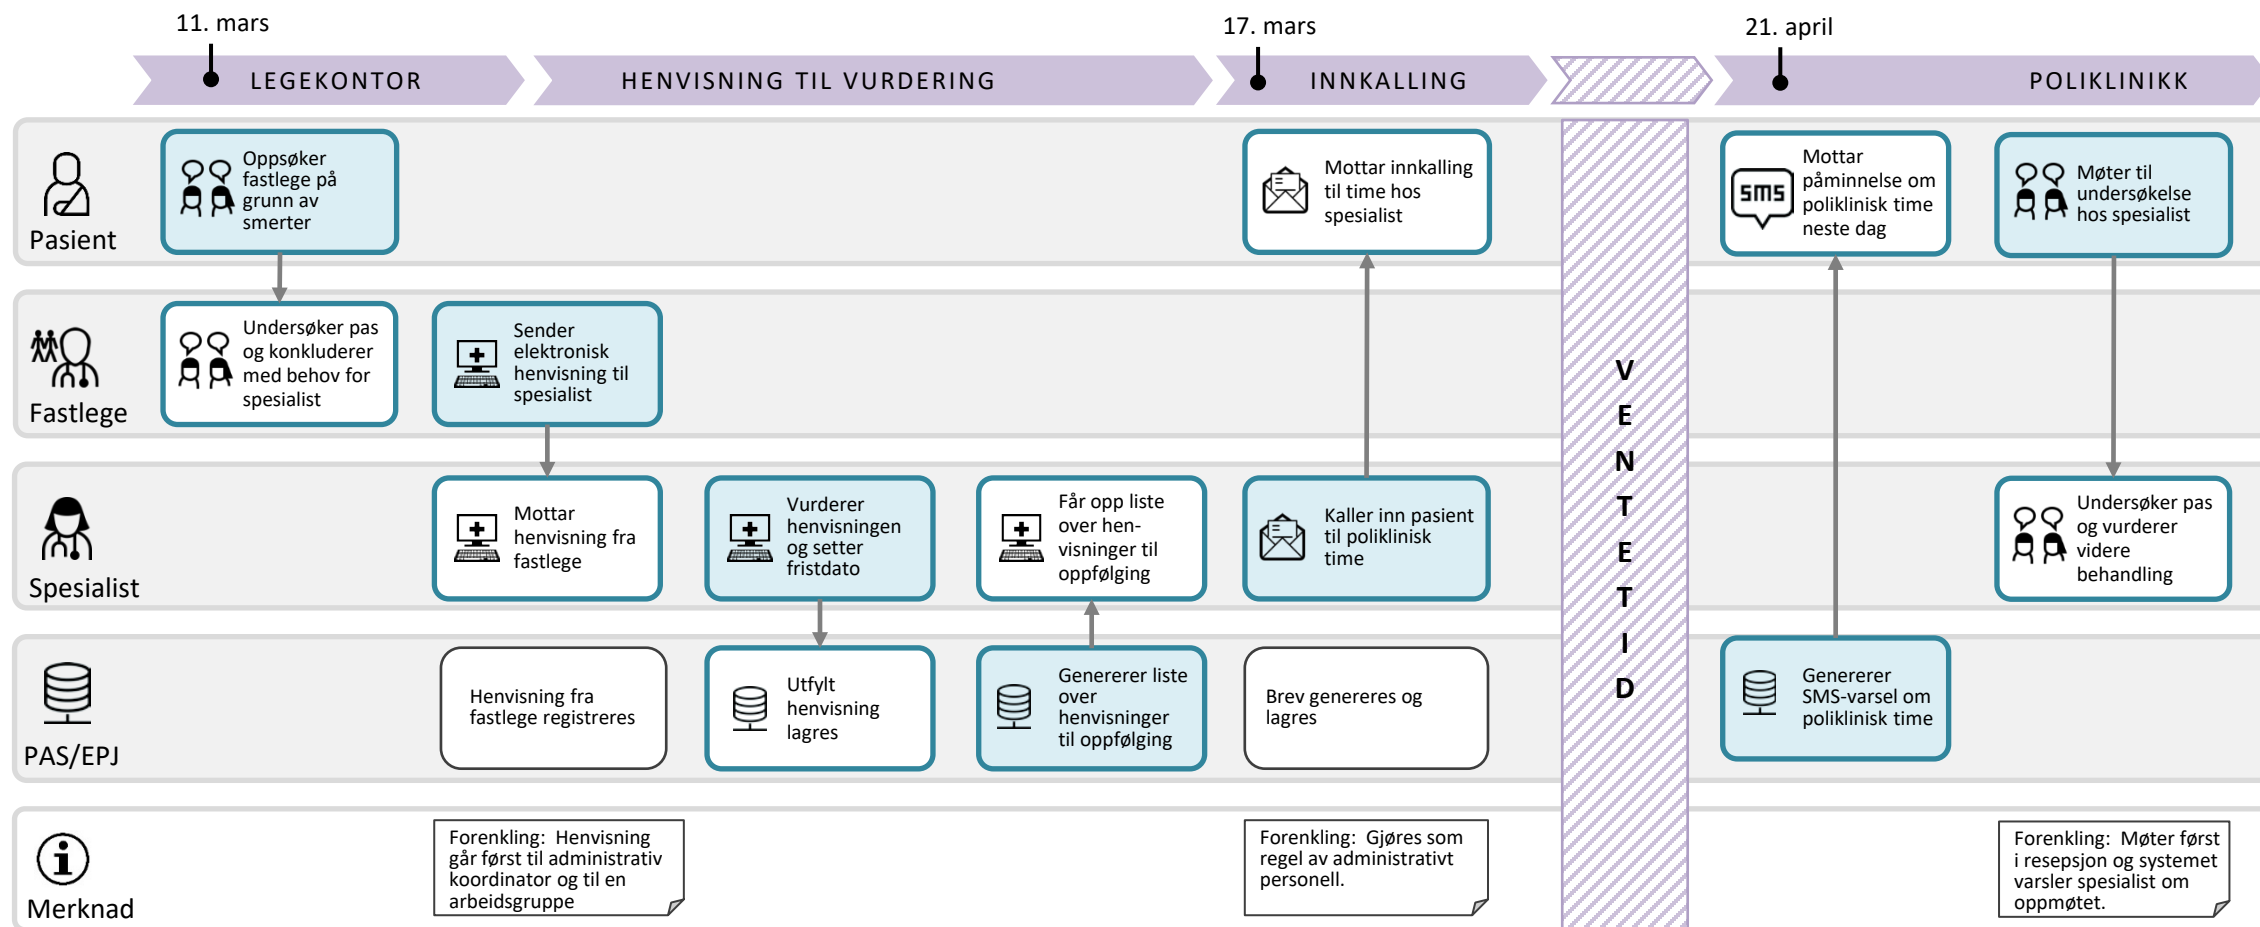 11. mars
17. mars
21. april
LEGEKONTOR
HENVISNING TIL VURDERING
INNKALLING
POLIKLINIKK
Pasient
Oppsøker
fastlege på
grunn av
smerter
Mottar innkalling
til time hos
spesialist
SMS
Mottar
påminnelse om
poliklinisk time
neste dag
Møter til
undersøkelse
hos spesialist
Fastlege
Undersøker pas
og konkluderer
med behov for
spesialist
Sender
elektronisk
henvisning til
spesialist
V
E
N
T
E
T
I
D
Spesialist
Mottar
henvisning fra
fastlege
Vurderer
henvisningen
og setter
fristdato
Får opp liste
over hen-
visninger til
oppfølging
Kaller inn pasient
til poliklinisk
time
Undersøker pas
og vurderer
videre
behandling
PAS/EPJ
Henvisning fra
fastlege registreres
Utfylt
henvisning
lagres
Genererer liste
over
henvisninger
til oppfølging
Brev genereres og
lagres
Genererer
SMS-varsel om
poliklinisk time
Merknad
Forenkling: Henvisning
går først til administrativ
koordinator og til en
arbeidsgruppe
Forenkling: Gjøres som
regel av administrativt
personell.
Forenkling: Møter først
i resepsjon og systemet
varsler spesialist om
oppmøtet.